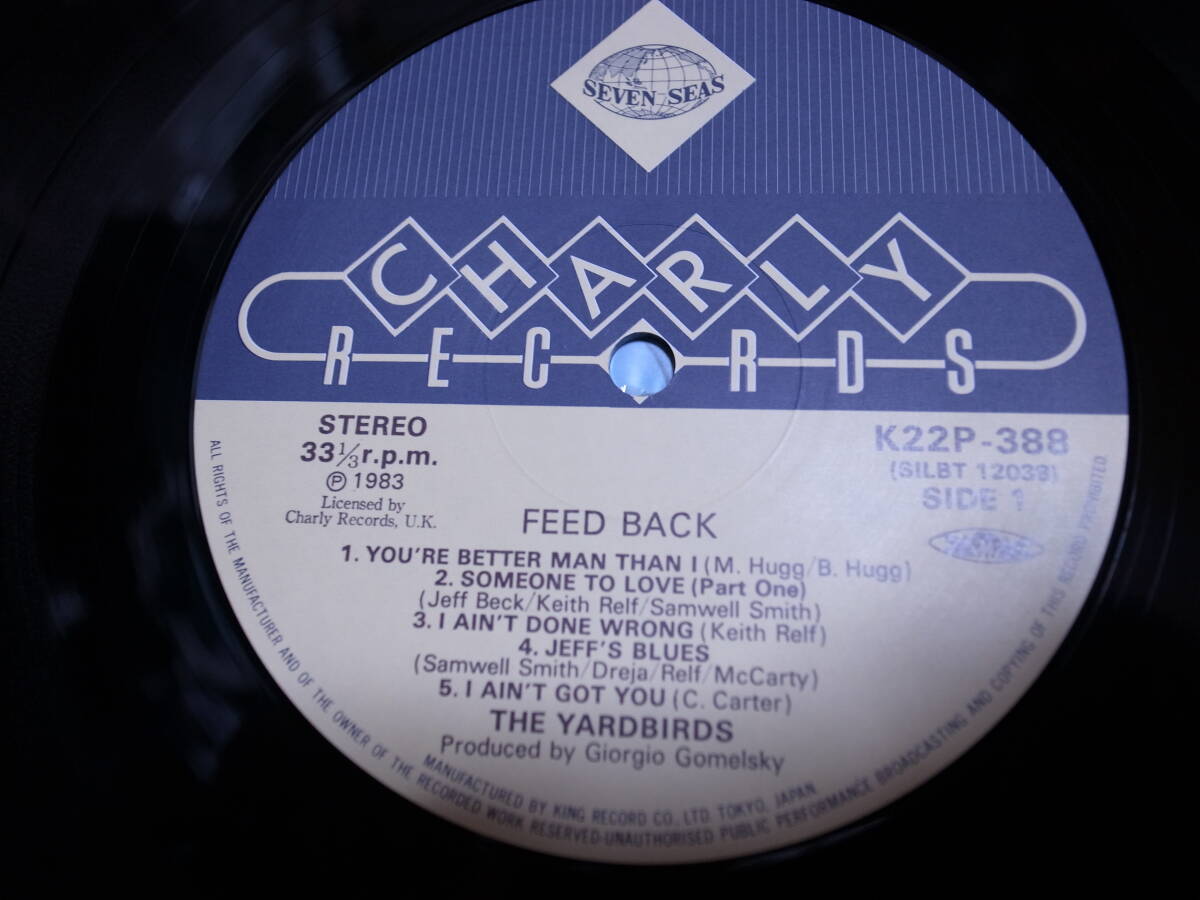 SEVEN SEAS
CHARLY
RECORDS
STEREO
33 1/3 r.p.m.
Ⓟ 1983
Licensed by
Charly Records, U.K.
K22P-388
(SILBT 12038)
SIDE 1
FEED BACK
1. YOU'RE BETTER MAN THAN I (M. Hugg/B. Hugg)
2. SOMEONE TO LOVE (Part One)
(Jeff Beck/Keith Relf/Samwell Smith)
3. I AIN'T DONE WRONG (Keith Relf)
4. JEFF'S BLUES
(Samwell Smith/Dreja/Relf/McCarty)
5. I AIN'T GOT YOU (C. Carter)
THE YARDBIRDS
Produced by Giorgio Gomelsky
MANUFACTURED BY KING RECORD CO., LTD. TOKYO, JAPAN.
ALL RIGHTS OF THE MANUFACTURER AND OF THE OWNER OF THE RECORDED WORK RESERVED·UNAUTHORISED PUBLIC PERFORMANCE BROADCASTING AND COPYING OF THIS RECORD PROHIBITED.